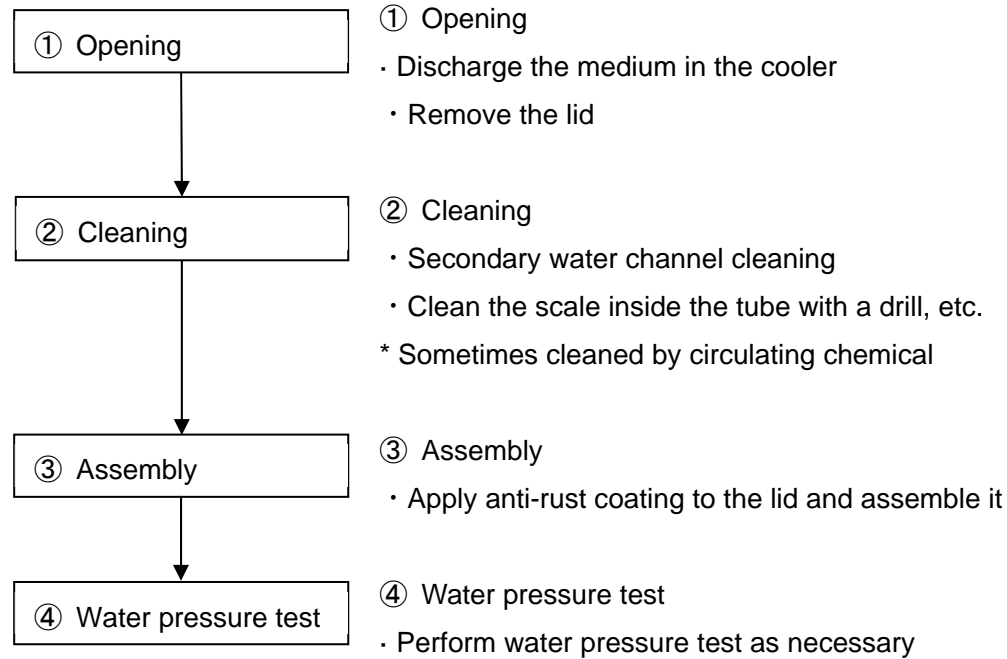 ① Opening
① Opening
. Discharge the medium in the cooler
・Remove the lid
② Cleaning
② Cleaning
・Secondary water channel cleaning
・Clean the scale inside the tube with a drill, etc.
* Sometimes cleaned by circulating chemical
③ Assembly
③ Assembly
・Apply anti-rust coating to the lid and assemble it
④ Water pressure test
④ Water pressure test
. Perform water pressure test as necessary